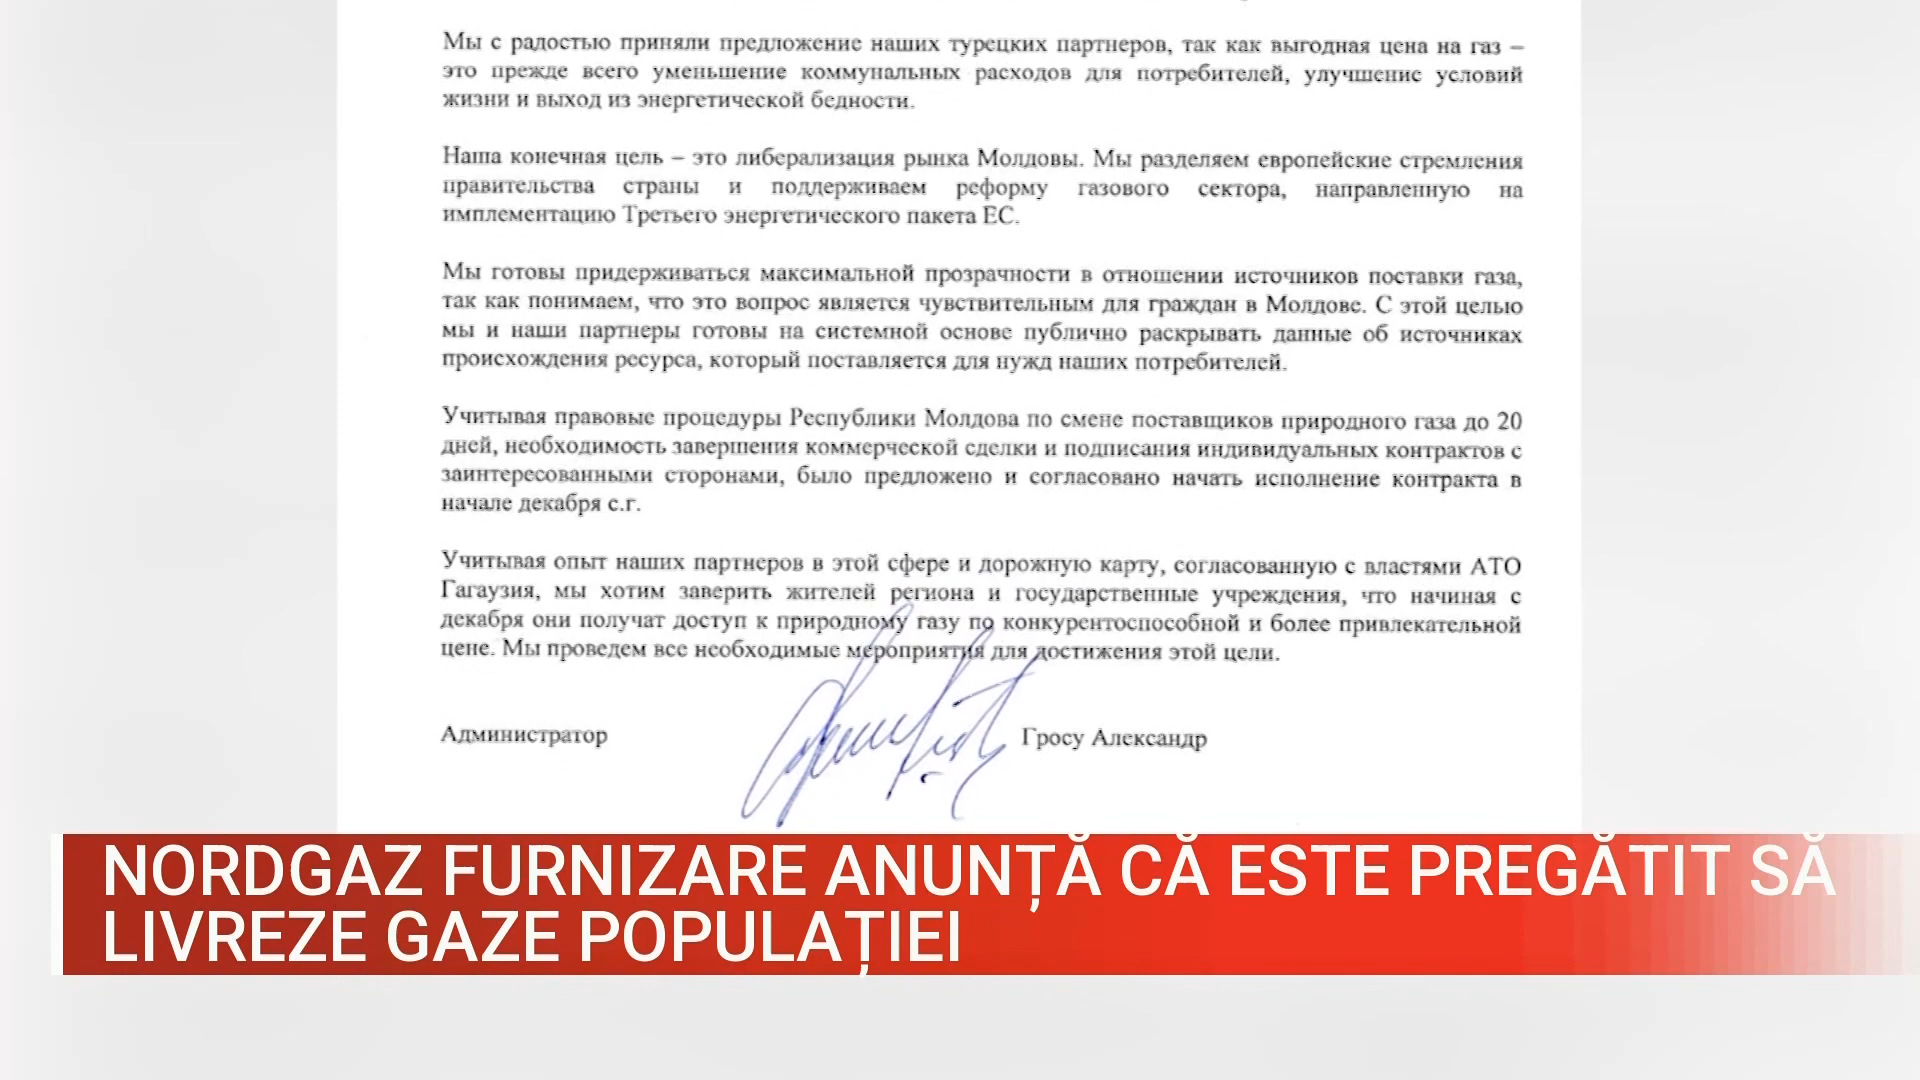 Мы с радостью приняли предложение наших турецких партнеров, так как выгодная цена на газ –
это прежде всего уменьшение коммунальных расходов для потребителей, улучшение условий
жизни и выход из энергетической бедности.
Наша конечная цель – это либерализация рынка Молдовы. Мы разделяем европейские стремления
правительства страны и поддерживаем реформу газового сектора, направленную на
имплементацию Третьего энергетического пакета ЕС.
Мы готовы придерживаться максимальной прозрачности в отношении источников поставки газа,
так как понимаем, что это вопрос является чувствительным для граждан в Молдове. С этой целью
мы и наши партнеры готовы на системной основе публично раскрывать данные об источниках
происхождения ресурса, который поставляется для нужд наших потребителей.
Учитывая правовые процедуры Республики Молдова по смене поставщиков природного газа до 20
дней, необходимость завершения коммерческой сделки и подписания индивидуальных контрактов с
заинтересованными сторонами, было предложено и согласовано начать исполнение контракта в
начале декабря с.г.
Учитывая опыт наших партнеров в этой сфере и дорожную карту, согласованную с властями АТО
Гагаузия, мы хотим заверить жителей региона и государственные учреждения, что начиная с
декабря они получат доступ к природному газу по конкурентоспособной и более привлекательной
цене. Мы проведем все необходимые мероприятия для достижения этой цели.
Администратор Гросу Александр
NORDGAZ FURNIZARE ANUNȚĂ CĂ ESTE PREGĂTIT SĂ
LIVREZE GAZE POPULAȚIEI